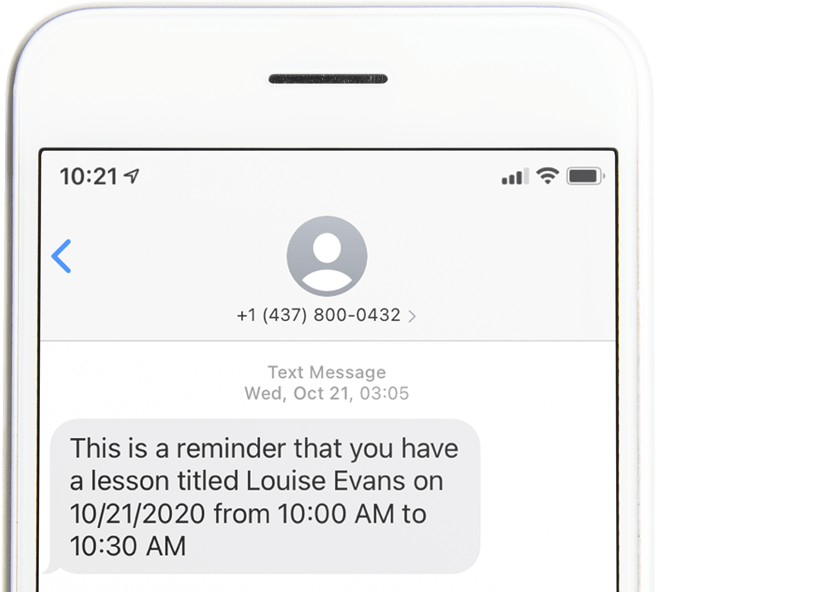 10:21
+1 (437) 800-0432
Text Message
Wed, Oct 21, 03:05
This is a reminder that you have
a lesson titled Louise Evans on
10/21/2020 from 10:00 AM to
10:30 AM